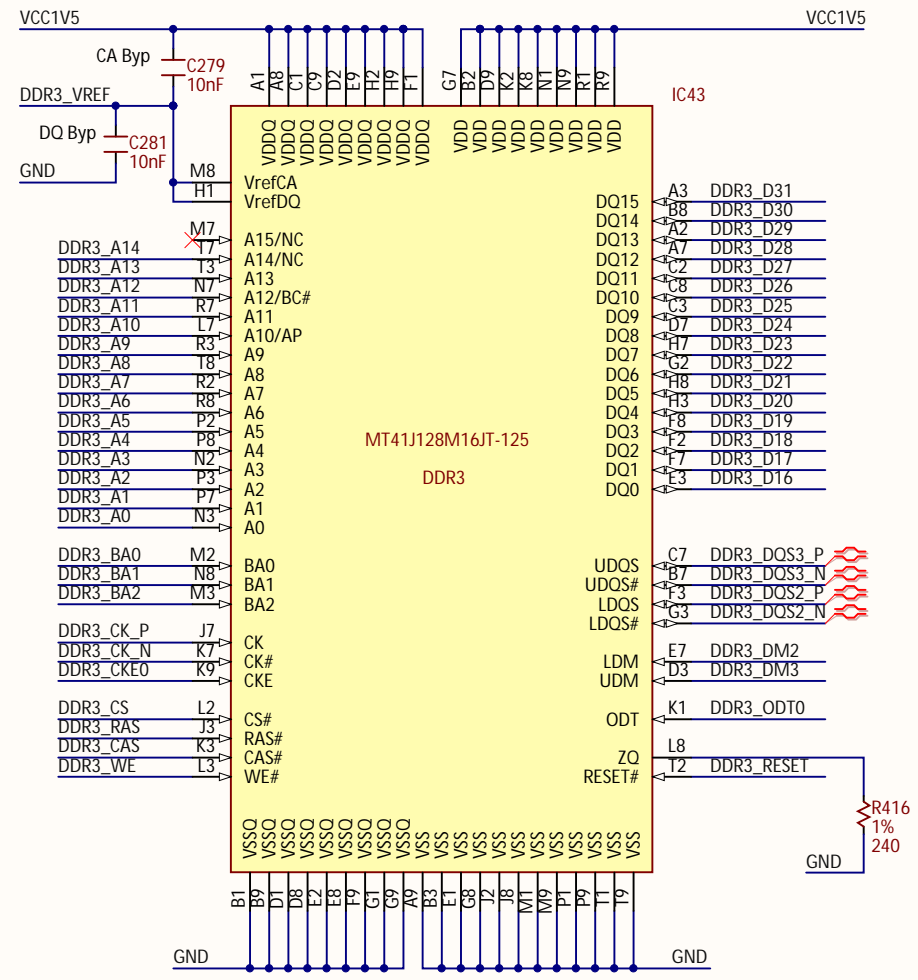 VCC1V5
VCC1V5
CA Byp
C279
10nF
A1
A8
C1
C9
D2
E9
H2
H9
F1
G7
B2
D9
K2
K8
N1
N9
R1
R9
IC43
DDR3_VREF
DQ Byp
C281
10nF
GND
VDDQ
VDDQ
VDDQ
VDDQ
VDDQ
VDDQ
VDDQ
VDDQ
VDDQ
VDD
VDD
VDD
VDD
VDD
VDD
VDD
VDD
VDD
M8 VrefCA
H1 VrefDQ
M7 A15/NC
DDR3_A14 T7 A14/NC
DDR3_A13 T3 A13
DDR3_A12 N7 A12/BC#
DDR3_A11 R7 A11
DDR3_A10 L7 A10/AP
DDR3_A9 R3 A9
DDR3_A8 T8 A8
DDR3_A7 R2 A7
DDR3_A6 R8 A6
DDR3_A5 P2 A5
DDR3_A4 P8 A4
DDR3_A3 N2 A3
DDR3_A2 P3 A2
DDR3_A1 P7 A1
DDR3_A0 N3 A0
DDR3_BA0 M2 BA0
DDR3_BA1 N8 BA1
DDR3_BA2 M3 BA2
DDR3_CK_P J7 CK
DDR3_CK_N K7 CK#
DDR3_CKE0 K9 CKE
DDR3_CS L2 CS#
DDR3_RAS J3 RAS#
DDR3_CAS K3 CAS#
DDR3_WE L3 WE#
MT41J128M16JT-125
DDR3
DQ15 A3 DDR3_D31
DQ14 B8 DDR3_D30
DQ13 A2 DDR3_D29
DQ12 A7 DDR3_D28
DQ11 C2 DDR3_D27
DQ10 C8 DDR3_D26
DQ9 C3 DDR3_D25
DQ8 D7 DDR3_D24
DQ7 H7 DDR3_D23
DQ6 G2 DDR3_D22
DQ5 H8 DDR3_D21
DQ4 H3 DDR3_D20
DQ3 F8 DDR3_D19
DQ2 F2 DDR3_D18
DQ1 F7 DDR3_D17
DQ0 E3 DDR3_D16
UDQS C7 DDR3_DQS3_P
UDQS# B7 DDR3_DQS3_N
LDQS F3 DDR3_DQS2_P
LDQS# G3 DDR3_DQS2_N
LDM E7 DDR3_DM2
UDM D3 DDR3_DM3
ODT K1 DDR3_ODT0
ZQ L8
RESET# T2 DDR3_RESET
R416
1%
240
GND
VSSQ
VSSQ
VSSQ
VSSQ
VSSQ
VSSQ
VSSQ
VSSQ
VSSQ
VSS
VSS
VSS
VSS
VSS
VSS
VSS
VSS
VSS
VSS
VSS
VSS
B1
B9
D1
D8
E2
E8
F9
G1
G9
A9
B3
E1
G8
J2
J8
M1
M9
P1
P9
T1
T9
GND
GND